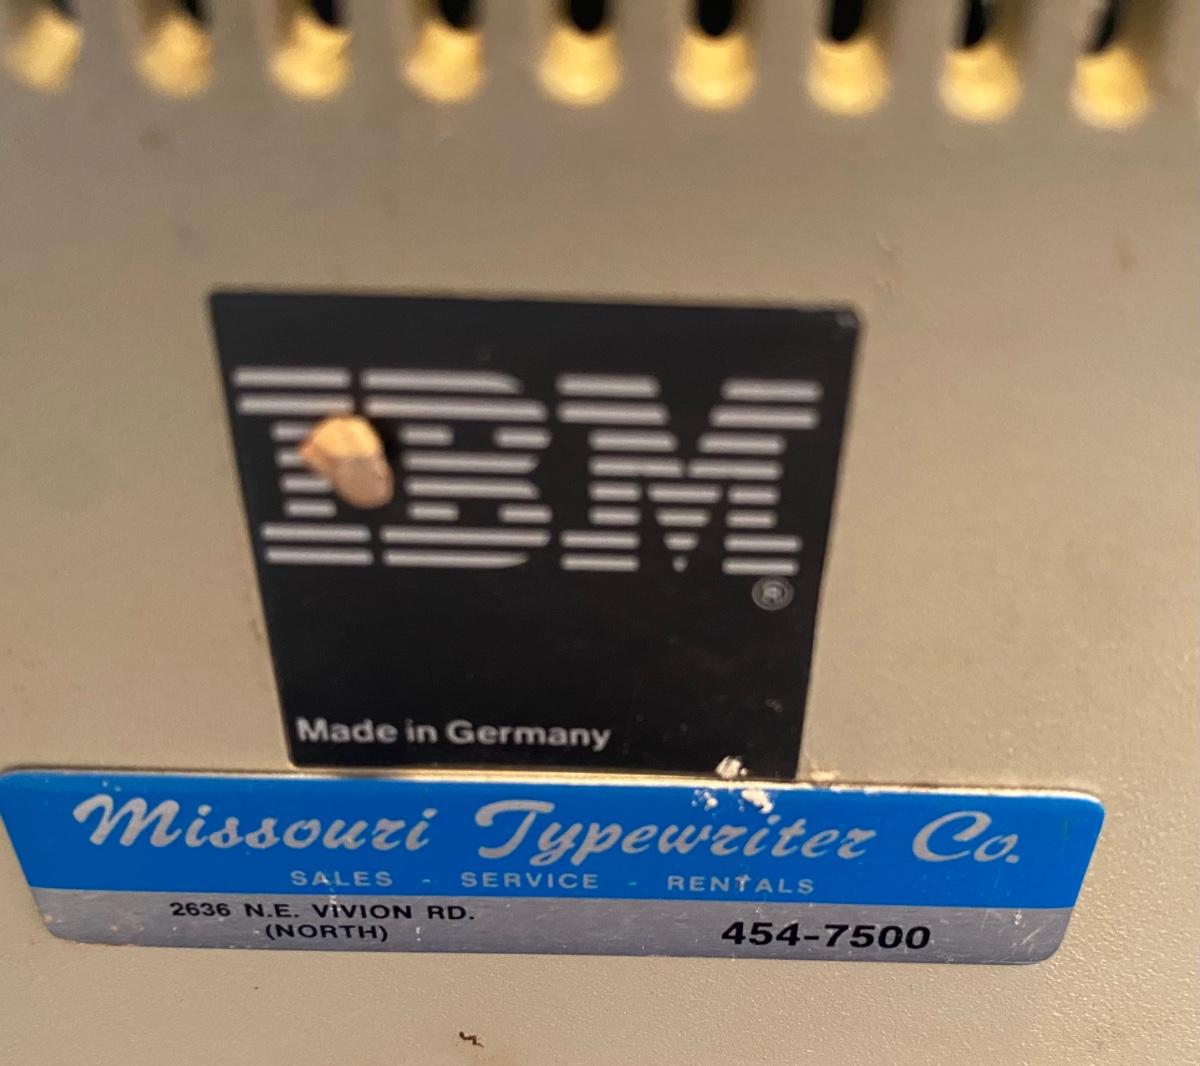 IBM
®
Made in Germany
Missouri Typewriter Co.
SALES - SERVICE - RENTALS
2636 N.E. VIVION RD.
(NORTH)
454-7500